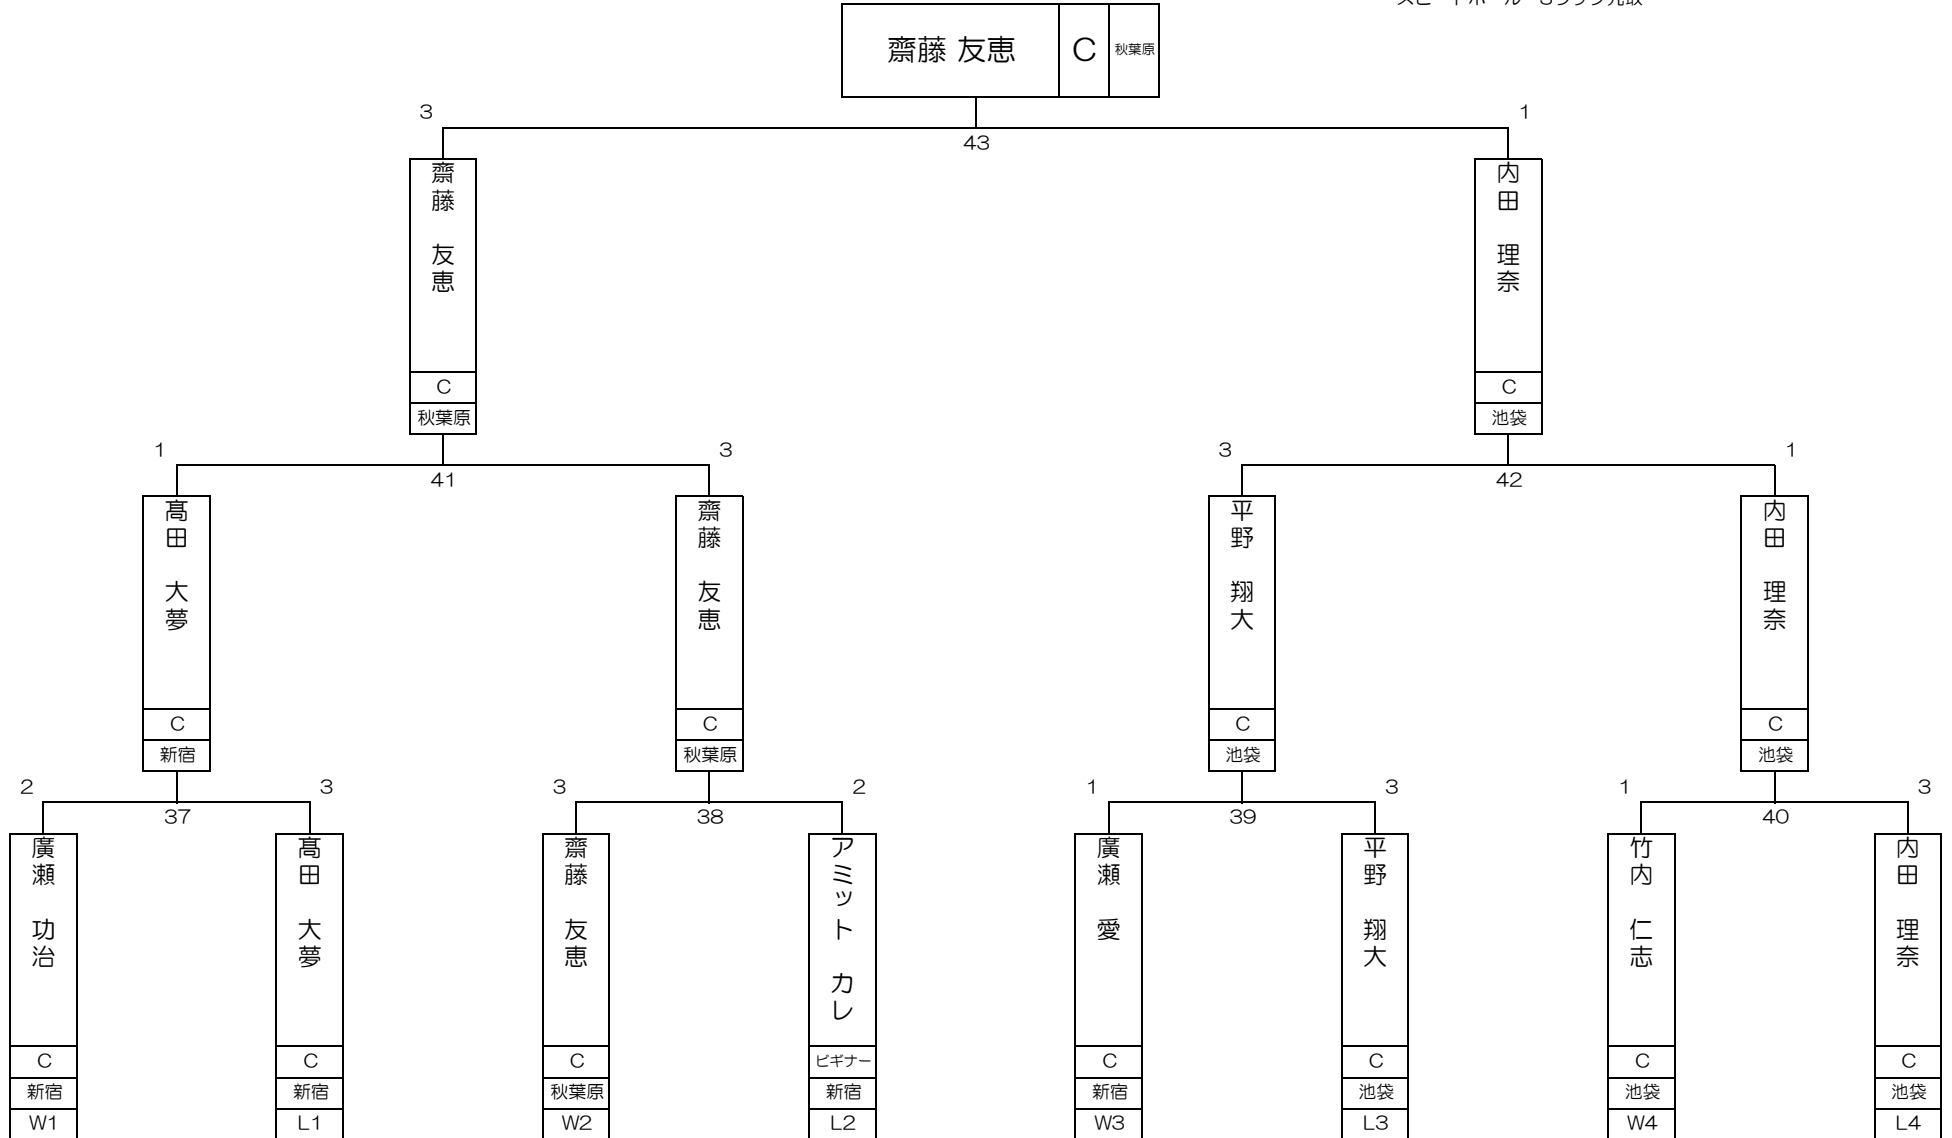 齋藤 友恵 C 秋葉原
3 1
43
齋藤 友恵 内田 理奈
C C
秋葉原 池袋
1 3 3 1
41 42
髙田 大夢 齋藤 友恵 平野 翔大 内田 理奈
C C C C
新宿 秋葉原 池袋 池袋
2 3 3 2 1 3 1 3
37 38 39 40
廣瀬 功治 髙田 大夢 齋藤 友恵 アミット カレ 廣瀬 愛 平野 翔大 竹内 仁志 内田 理奈
C C C ビギナー C C C C
新宿 新宿 秋葉原 新宿 新宿 池袋 池袋 池袋
W1 L1 W2 L2 W3 L3 W4 L4